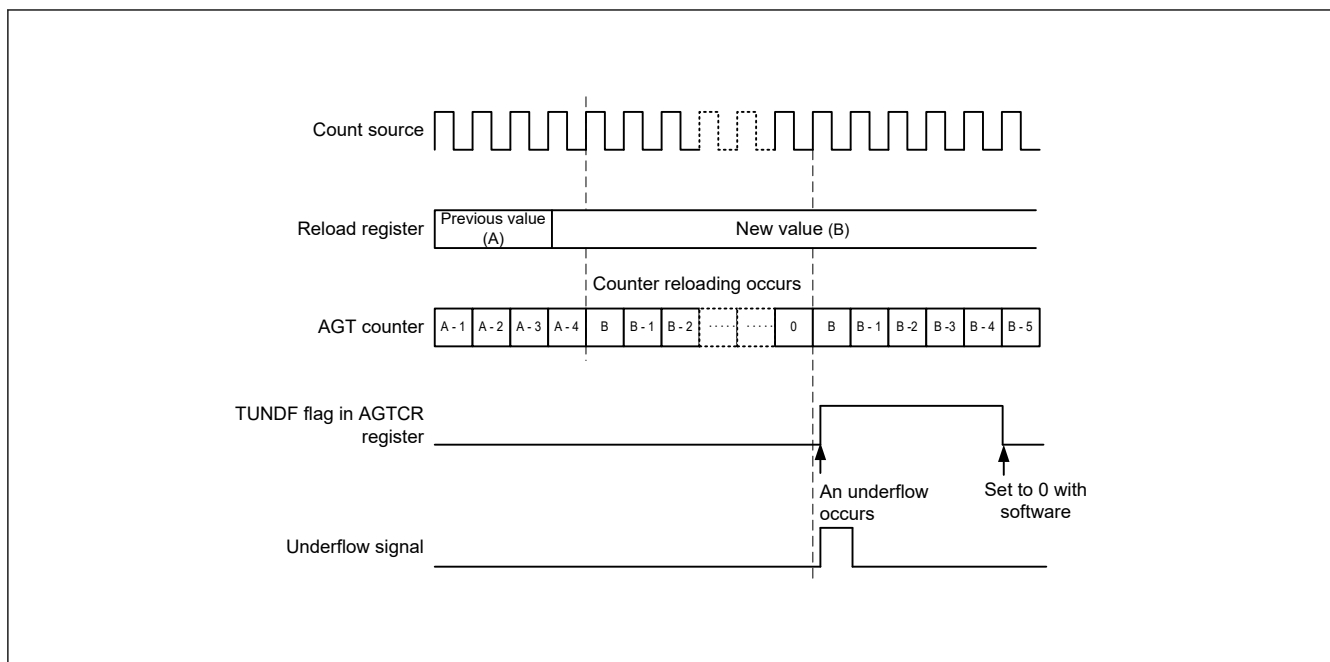 Count source
Reload register
Previous value
(A)
New value (B)
Counter reloading occurs
AGT counter
A - 1 A - 2 A - 3 A - 4 B B - 1 B - 2 ····· ····· 0 B B - 1 B -2 B -3 B - 4 B - 5
TUNDF flag in AGTCR
register
An underflow
occurs
Set to 0 with
software
Underflow signal